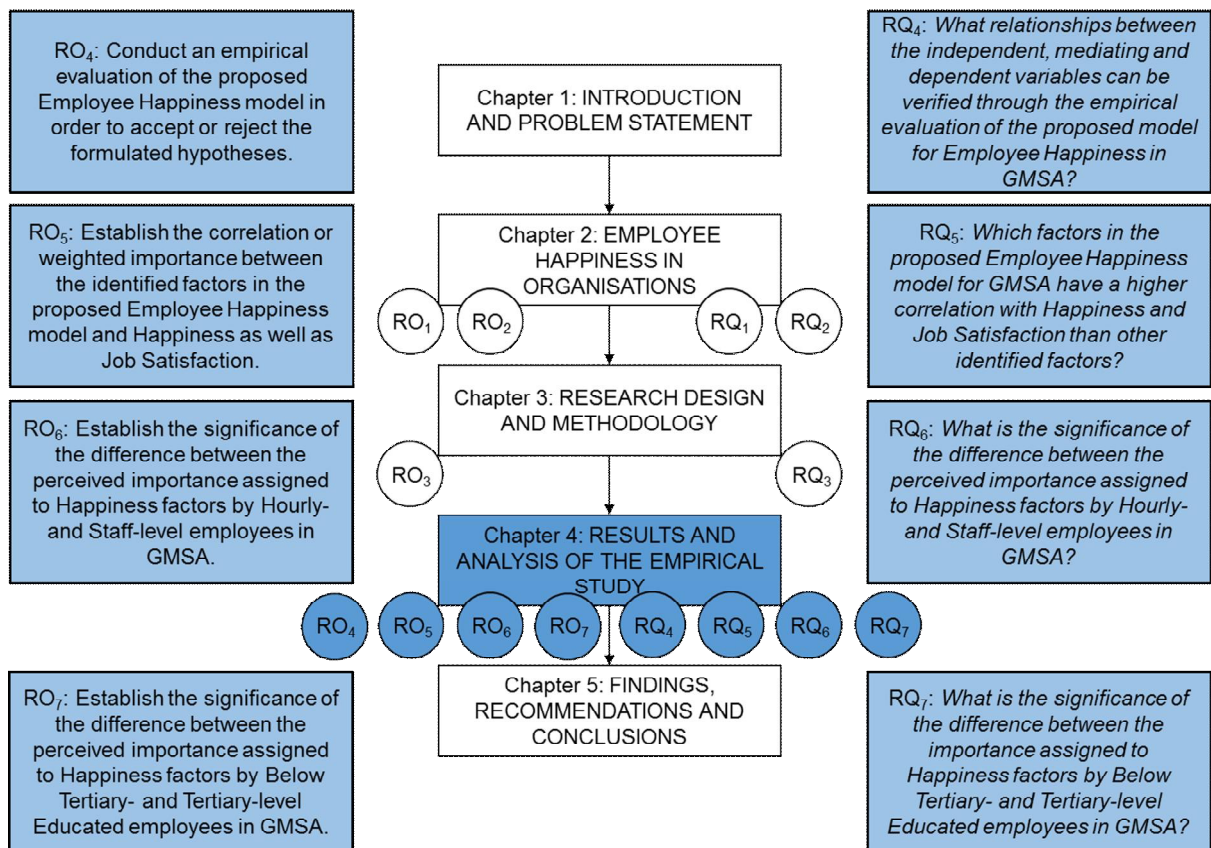 RO₄: Conduct an empirical
evaluation of the proposed
Employee Happiness model in
order to accept or reject the
formulated hypotheses.
RO₅: Establish the correlation or
weighted importance between
the identified factors in the
proposed Employee Happiness
model and Happiness as well as
Job Satisfaction.
RO₆: Establish the significance of
the difference between the
perceived importance assigned
to Happiness factors by Hourly-
and Staff-level employees in
GMSA.
RO₇: Establish the significance of
the difference between the
perceived importance assigned
to Happiness factors by Below
Tertiary- and Tertiary-level
Educated employees in GMSA.
Chapter 1: INTRODUCTION
AND PROBLEM STATEMENT
Chapter 2: EMPLOYEE
HAPPINESS IN
ORGANISATIONS
RO₁ RO₂ RQ₁ RQ₂
Chapter 3: RESEARCH DESIGN
AND METHODOLOGY
RO₃ RQ₃
Chapter 4: RESULTS AND
ANALYSIS OF THE EMPIRICAL
STUDY
RO₄ RO₅ RO₆ RO₇ RQ₄ RQ₅ RQ₆ RQ₇
Chapter 5: FINDINGS,
RECOMMENDATIONS AND
CONCLUSIONS
RQ₄: What relationships between
the independent, mediating and
dependent variables can be
verified through the empirical
evaluation of the proposed model
for Employee Happiness in
GMSA?
RQ₅: Which factors in the
proposed Employee Happiness
model for GMSA have a higher
correlation with Happiness and
Job Satisfaction than other
identified factors?
RQ₆: What is the significance of
the difference between the
perceived importance assigned
to Happiness factors by Hourly-
and Staff-level employees in
GMSA?
RQ₇: What is the significance of
the difference between the
importance assigned to
Happiness factors by Below
Tertiary- and Tertiary-level
Educated employees in GMSA?